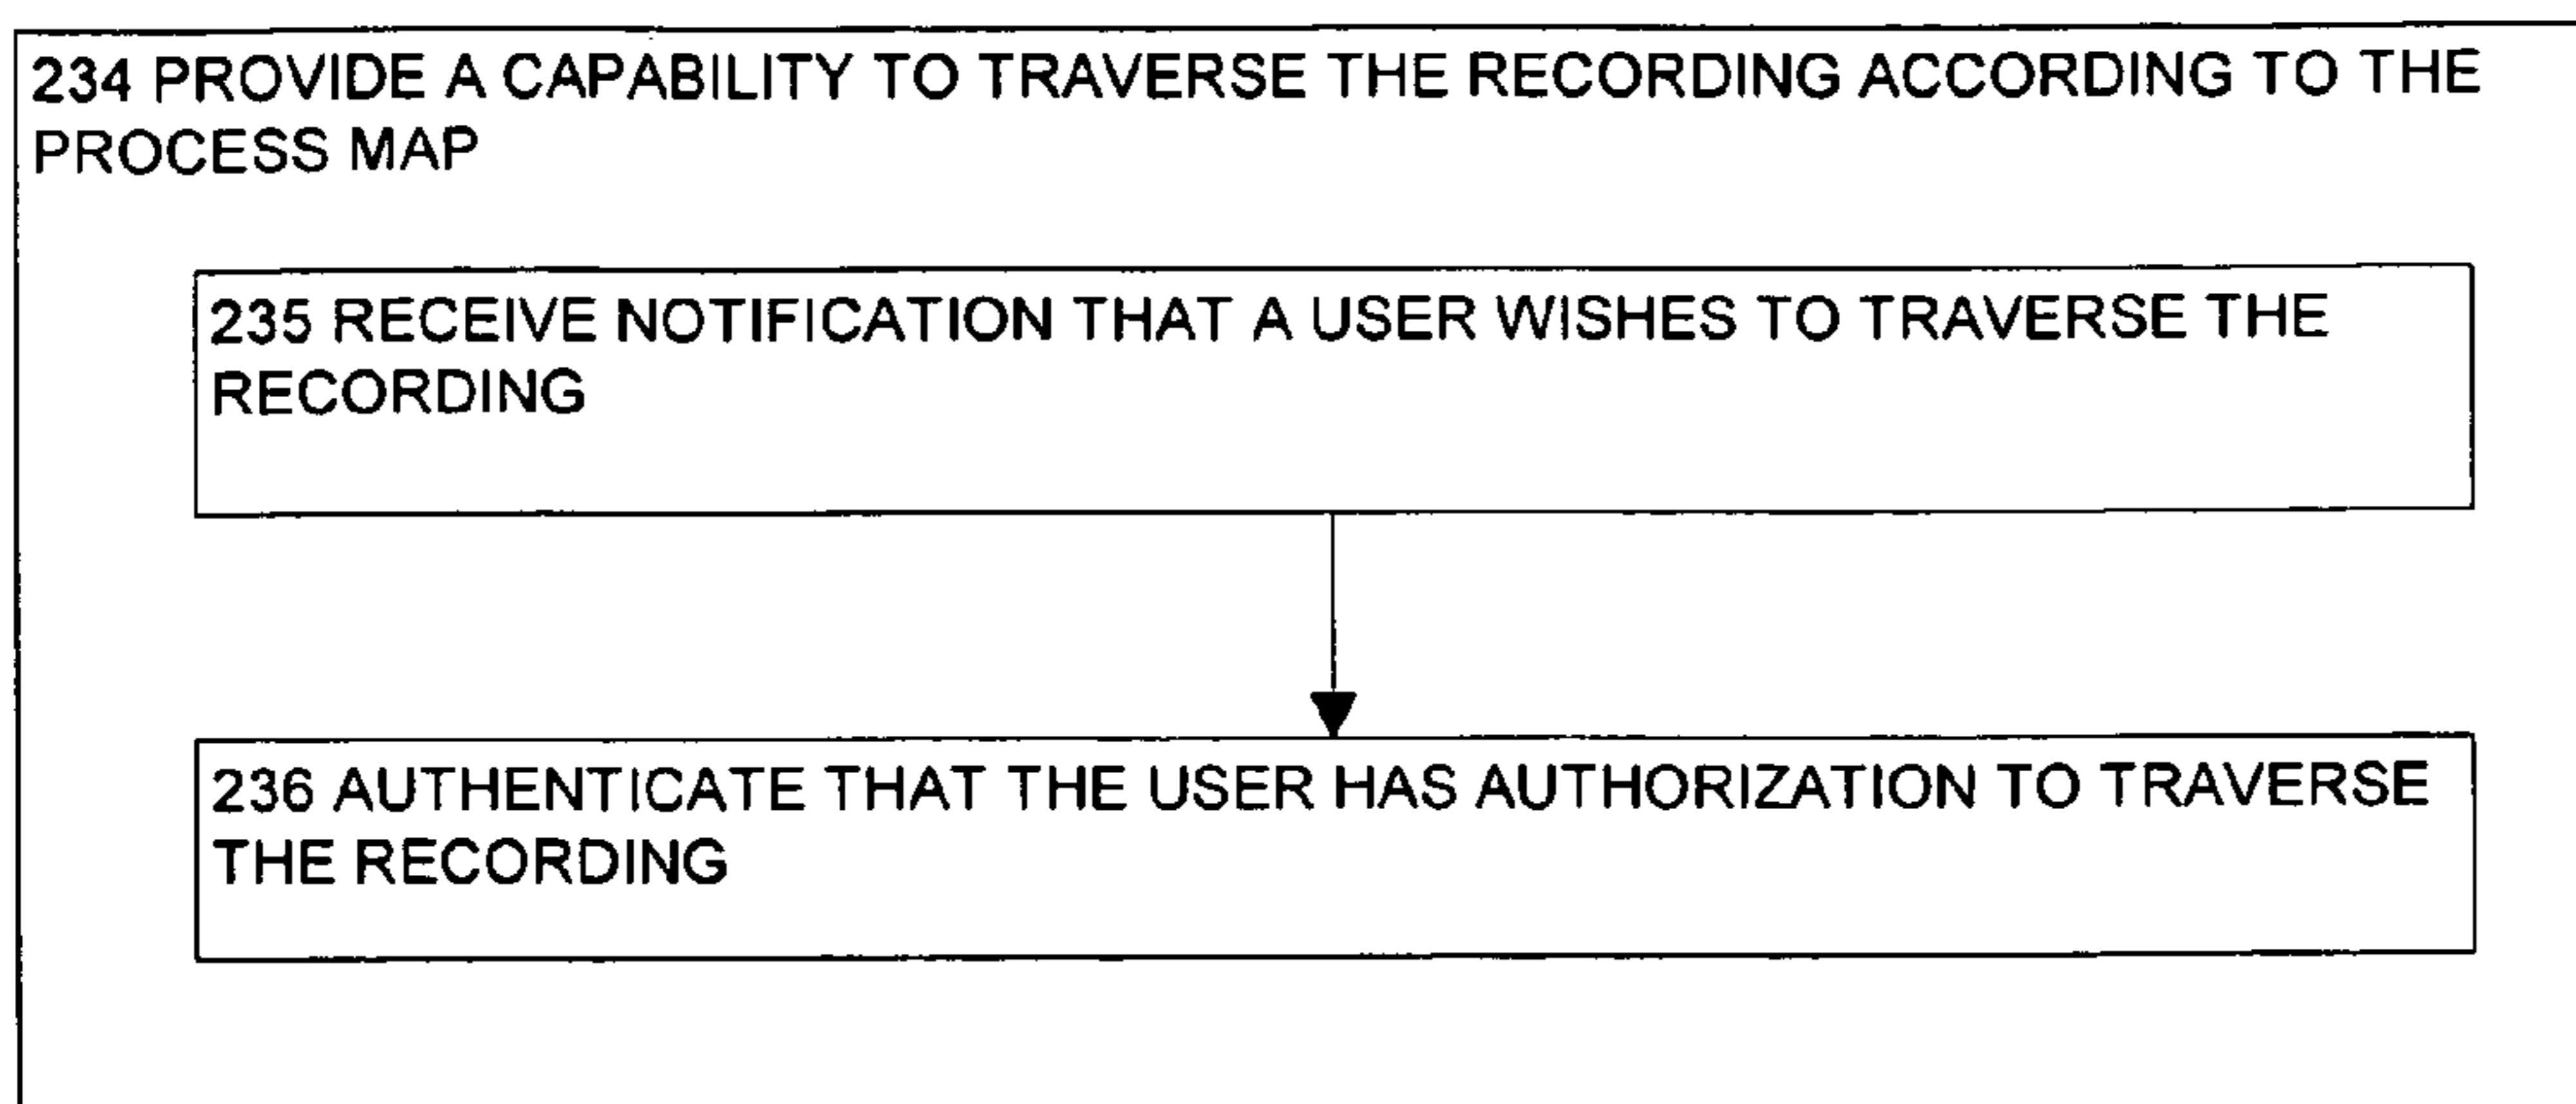 234 PROVIDE A CAPABILITY TO TRAVERSE THE RECORDING ACCORDING TO THE
PROCESS MAP
235 RECEIVE NOTIFICATION THAT A USER WISHES TO TRAVERSE THE
RECORDING
236 AUTHENTICATE THAT THE USER HAS AUTHORIZATION TO TRAVERSE
THE RECORDING